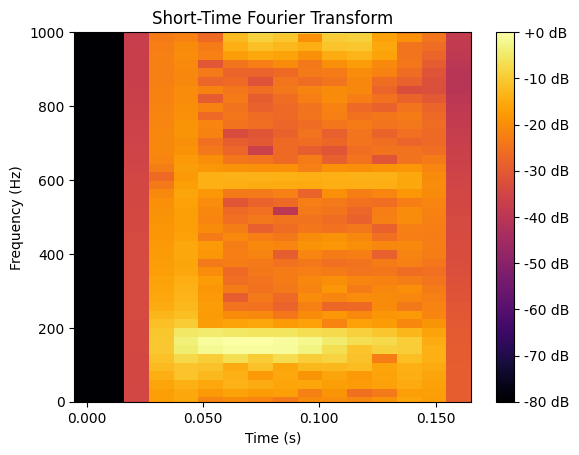 Short-Time Fourier Transform
1000
800
600
400
200
0
Frequency (Hz)
0.000
0.050
0.100
0.150
Time (s)
+0 dB
-10 dB
-20 dB
-30 dB
-40 dB
-50 dB
-60 dB
-70 dB
-80 dB